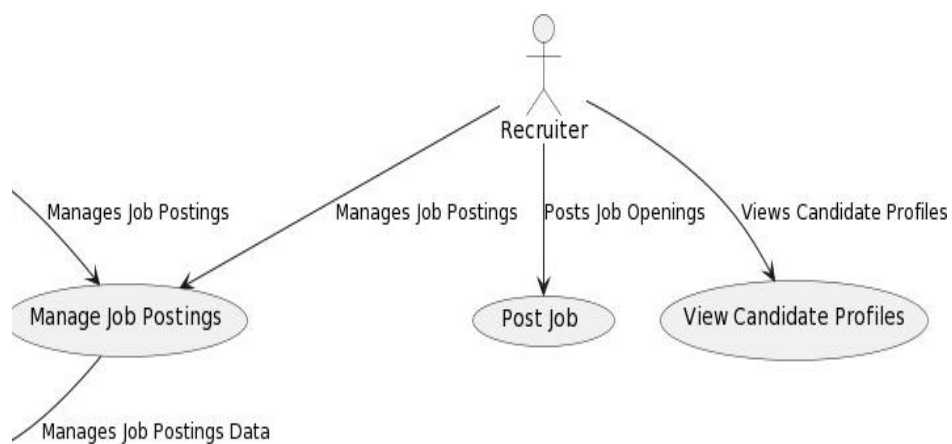 Recruiter
Manages Job Postings
Manages Job Postings
Posts Job Openings
Views Candidate Profiles
Manage Job Postings
Post Job
View Candidate Profiles
Manages Job Postings Data